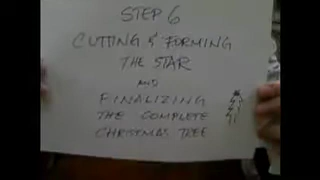 STEP 6
CUTTING & FORMING
THE STAR
AND
FINALIZING
THE COMPLETE
CHRISTMAS TREE